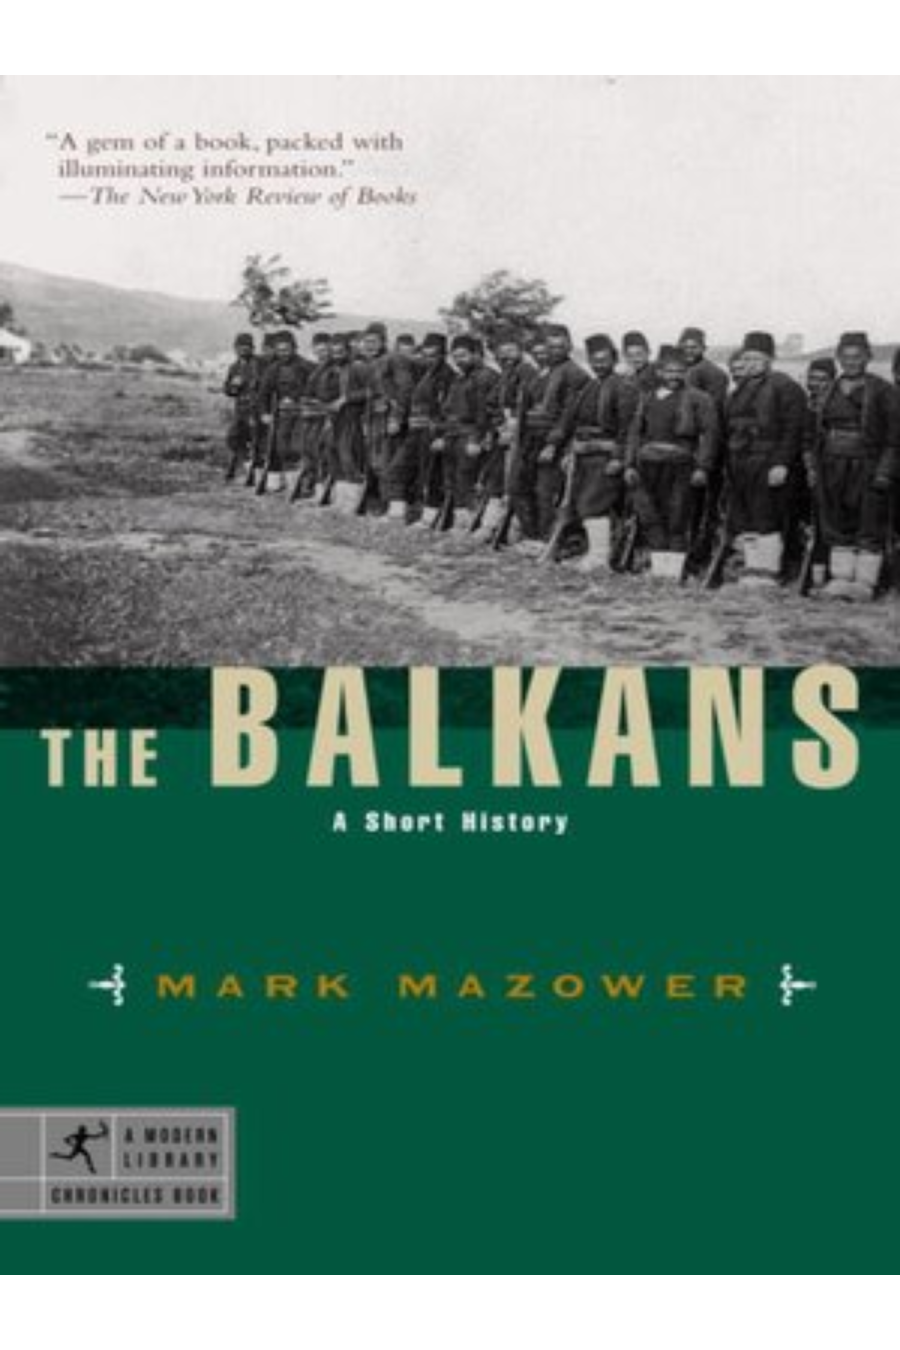 “A gem of a book, packed with
illuminating information.”
—The New York Review of Books
THE BALKANS
A Short History
MARK MAZOWER
A MODERN
LIBRARY
CHRONICLES BOOK